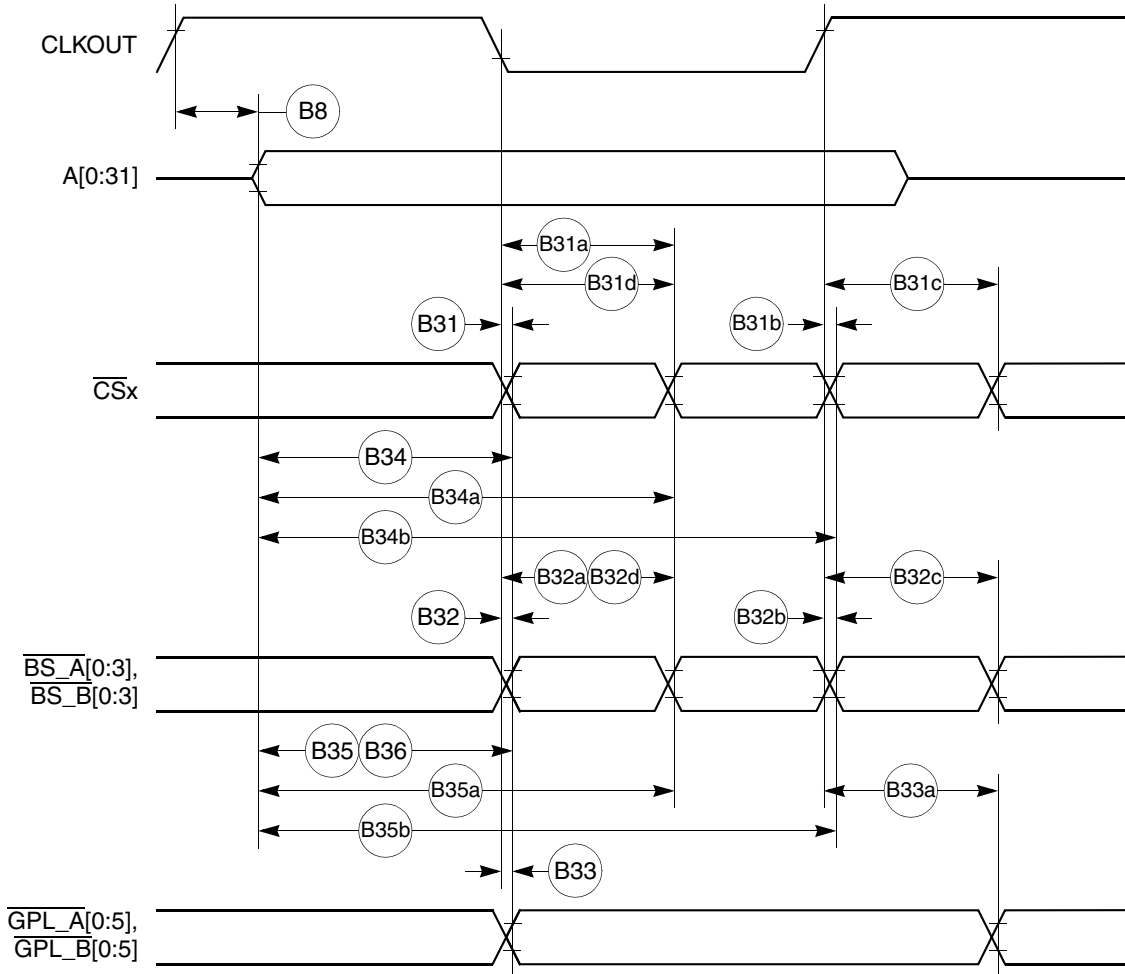 CLKOUT
B8
A[0:31]
B31a
B31d
B31c
B31
B31b
CSx
B34
B34a
B34b
B32a B32d
B32c
B32
B32b
BS_A[0:3],
BS_B[0:3]
B35 B36
B35a
B33a
B35b
B33
GPL_A[0:5],
GPL_B[0:5]